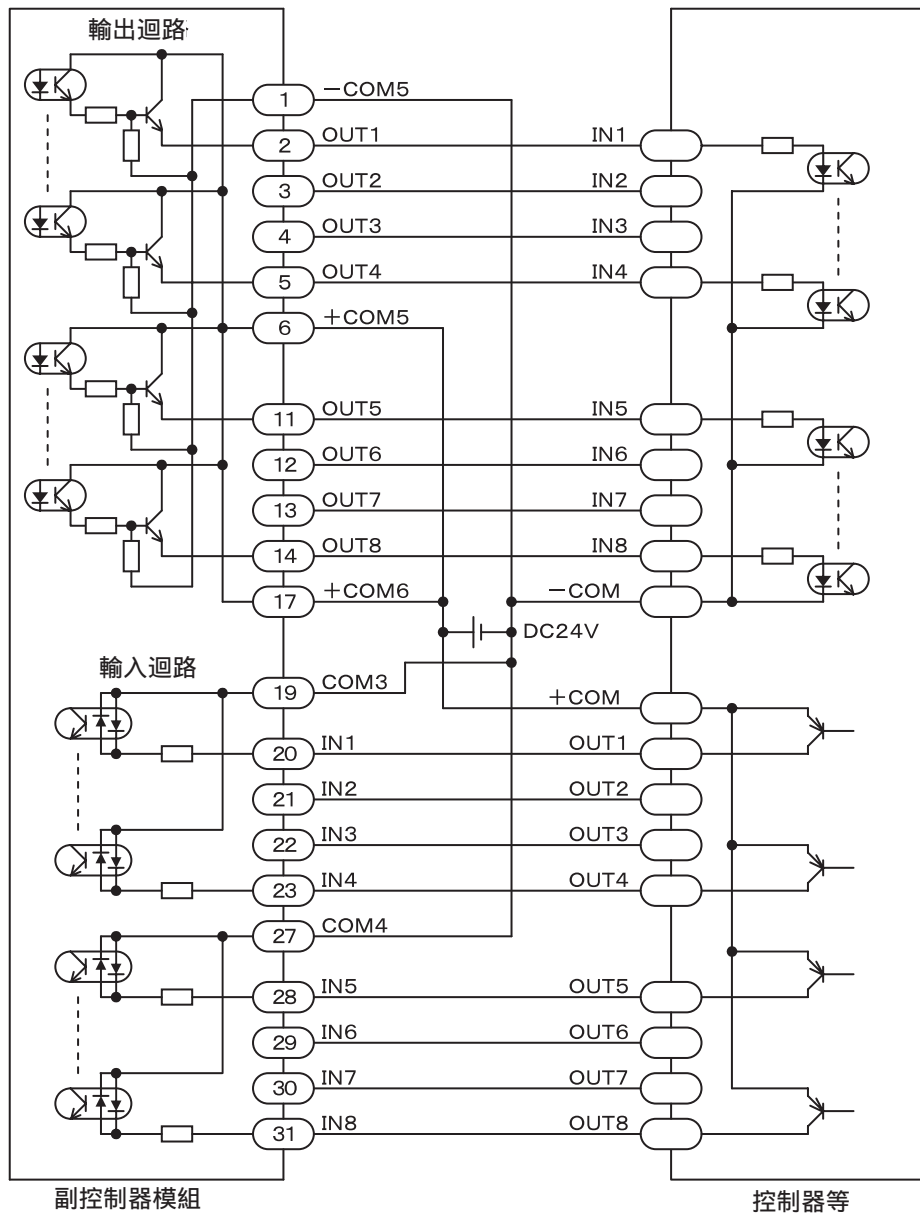 輸出迴路
1 −COM5
2 OUT1 IN1
3 OUT2 IN2
4 OUT3 IN3
5 OUT4 IN4
6 +COM5
11 OUT5 IN5
12 OUT6 IN6
13 OUT7 IN7
14 OUT8 IN8
17 +COM6 −COM
DC24V
輸入迴路
19 COM3 +COM
20 IN1 OUT1
21 IN2 OUT2
22 IN3 OUT3
23 IN4 OUT4
27 COM4
28 IN5 OUT5
29 IN6 OUT6
30 IN7 OUT7
31 IN8 OUT8
副控制器模組 控制器等